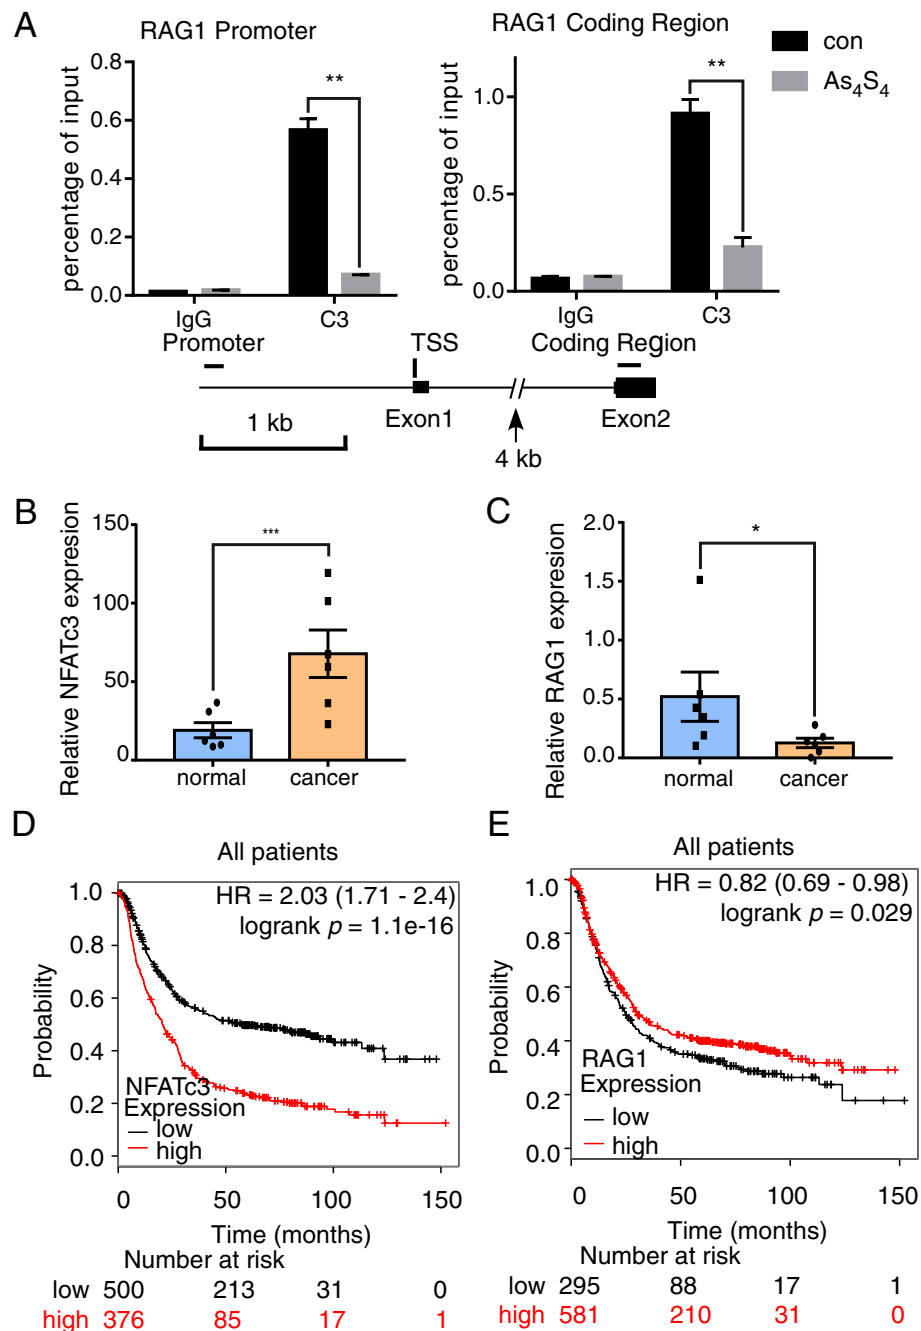 A
RAG1 Promoter
percentage of input
0.8
0.6
0.4
0.2
0.0
**
IgG
C3
RAG1 Coding Region
percentage of input
1.0
0.5
0.0
**
IgG
C3
con
As₄S₄
Promoter
TSS
Coding Region
Exon1
Exon2
1 kb
4 kb
B
Relative NFATc3 expresion
150
100
50
0
***
normal
cancer
C
Relative RAG1 expresion
2.0
1.5
1.0
0.5
0.0
*
normal
cancer
D
All patients
HR = 2.03 (1.71 - 2.4)
logrank p = 1.1e-16
Probability
1.0
0.8
0.6
0.4
0.2
0.0
NFATc3
Expression
low
high
0 50 100 150
Time (months)
Number at risk
low 500 213 31 0
high 376 85 17 1
E
All patients
HR = 0.82 (0.69 - 0.98)
logrank p = 0.029
Probability
1.0
0.8
0.6
0.4
0.2
0.0
RAG1
Expression
low
high
0 50 100 150
Time (months)
Number at risk
low 295 88 17 1
high 581 210 31 0